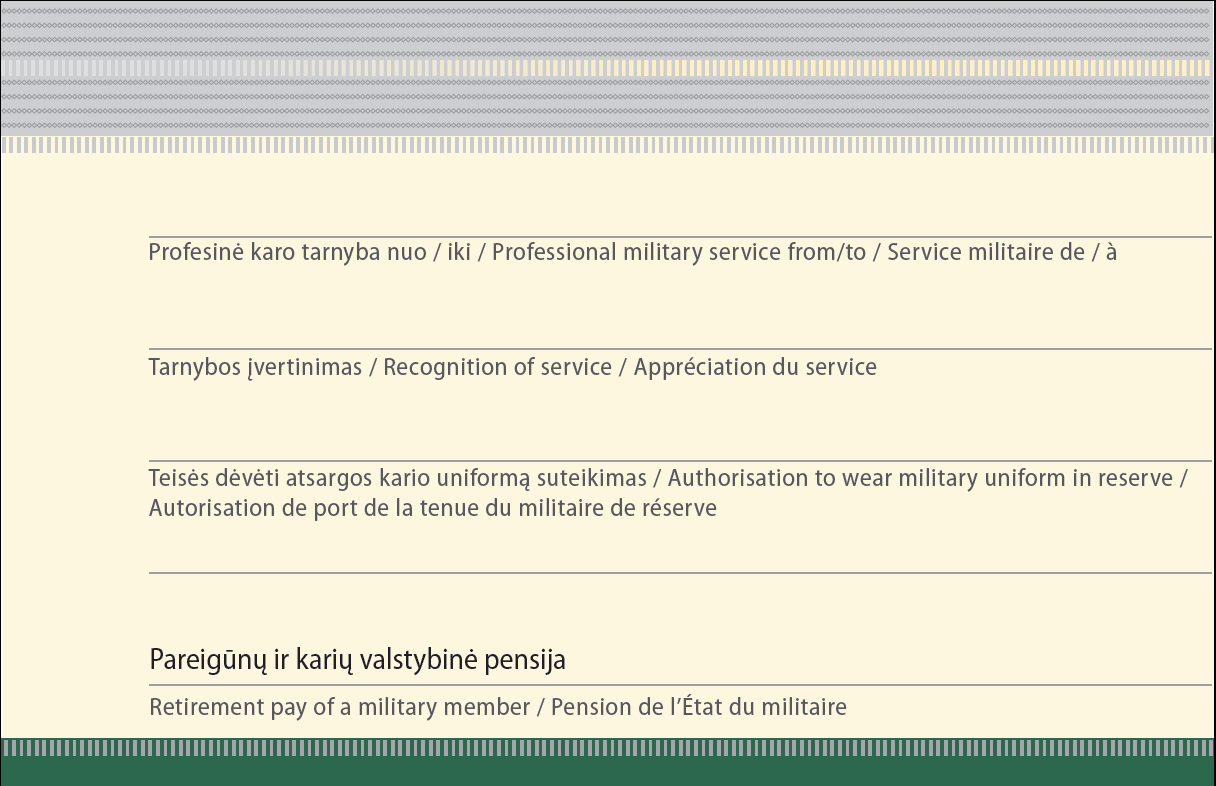 Profesinė karo tarnyba nuo / iki / Professional military service from/to / Service militaire de / à
Tarnybos įvertinimas / Recognition of service / Appréciation du service
Teisės dėvėti atsargos kario uniformą suteikimas / Authorisation to wear military uniform in reserve /
Autorisation de port de la tenue du militaire de réserve
Pareigūnų ir karių valstybinė pensija
Retirement pay of a military member / Pension de l’État du militaire